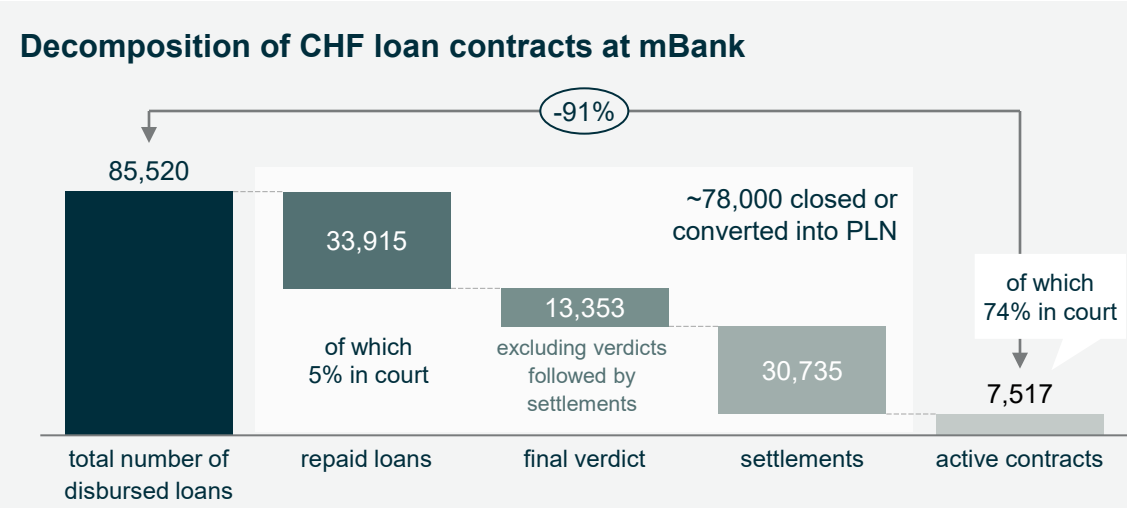 Decomposition of CHF loan contracts at mBank
-91%
85,520
33,915
of which
5% in court
13,353
excluding verdicts
followed by
settlements
~78,000 closed or
converted into PLN
30,735
of which
74% in court
7,517
total number of
disbursed loans
repaid loans
final verdict
settlements
active contracts